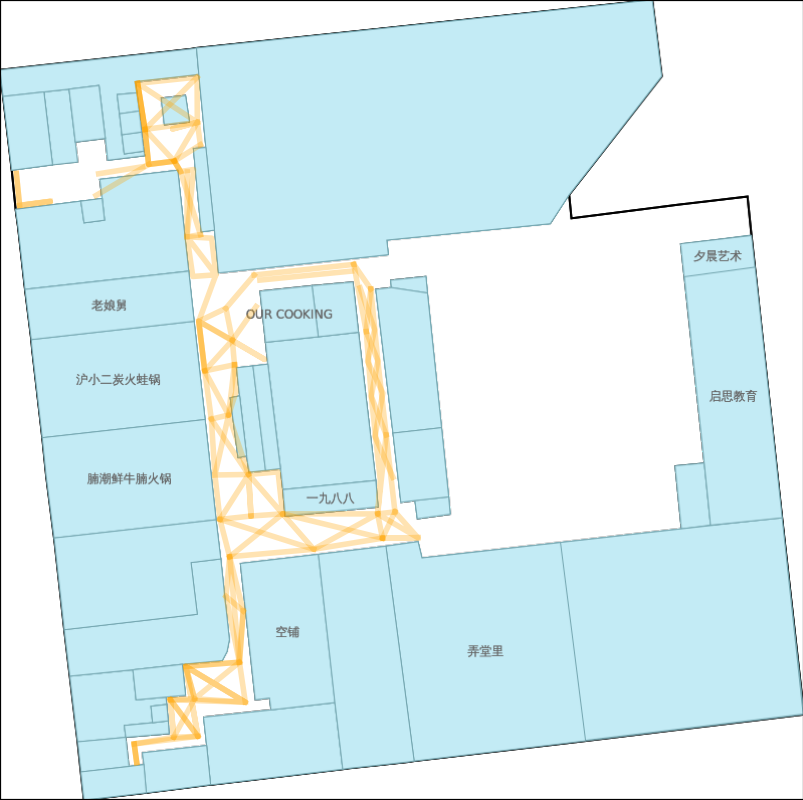 夕晨艺术
老娘舅
OUR COOKING
沪小二炭火蛙锅
启思教育
腩潮鲜牛腩火锅
一九八八
空铺
弄堂里